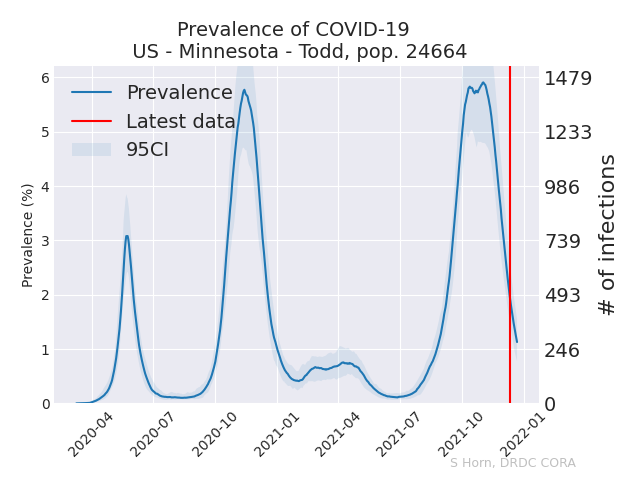 Prevalence of COVID-19
US - Minnesota - Todd, pop. 24664
Prevalence
Latest data
95CI
Prevalence (%)
6
5
4
3
2
1
0
1479
1233
986
739
493
246
0
# of infections
2020-04
2020-07
2020-10
2021-01
2021-04
2021-07
2021-10
2022-01
S Horn, DRDC CORA